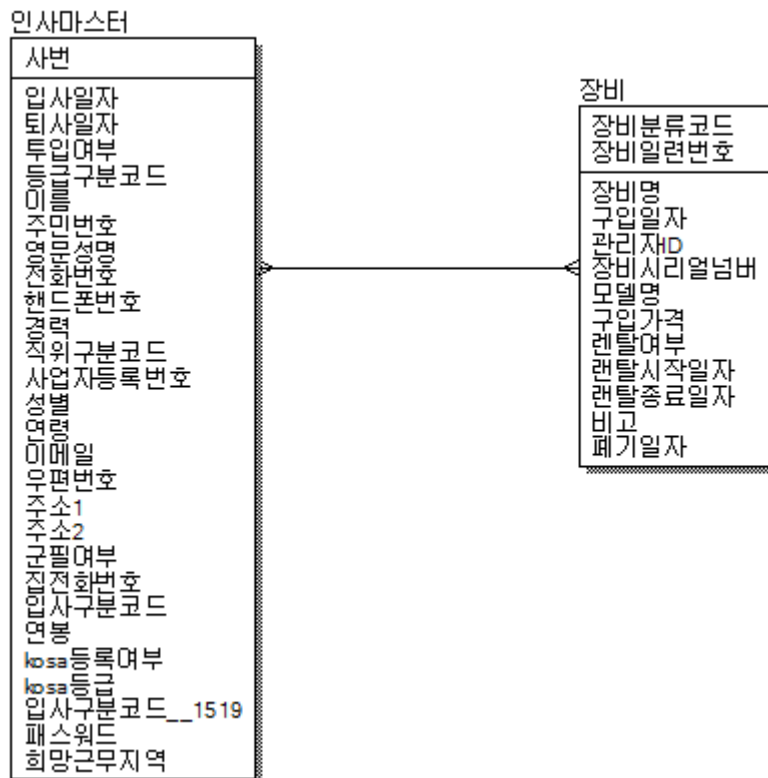 인사마스터
사번
입사일자
퇴사일자
투입여부
등급구분코드
이름
주민번호
영문성명
전화번호
핸드폰번호
경력
직위구분코드
사업자등록번호
성별
연령
이메일
우편번호
주소1
주소2
군필여부
집전화번호
입사구분코드
연봉
kosa등록여부
kosa등급
입사구분코드__1519
패스워드
희망근무지역
장비
장비분류코드
장비일련번호
장비명
구입일자
관리자ID
장비시리얼넘버
모델명
구입가격
렌탈여부
랜탈시작일자
랜탈종료일자
비고
폐기일자